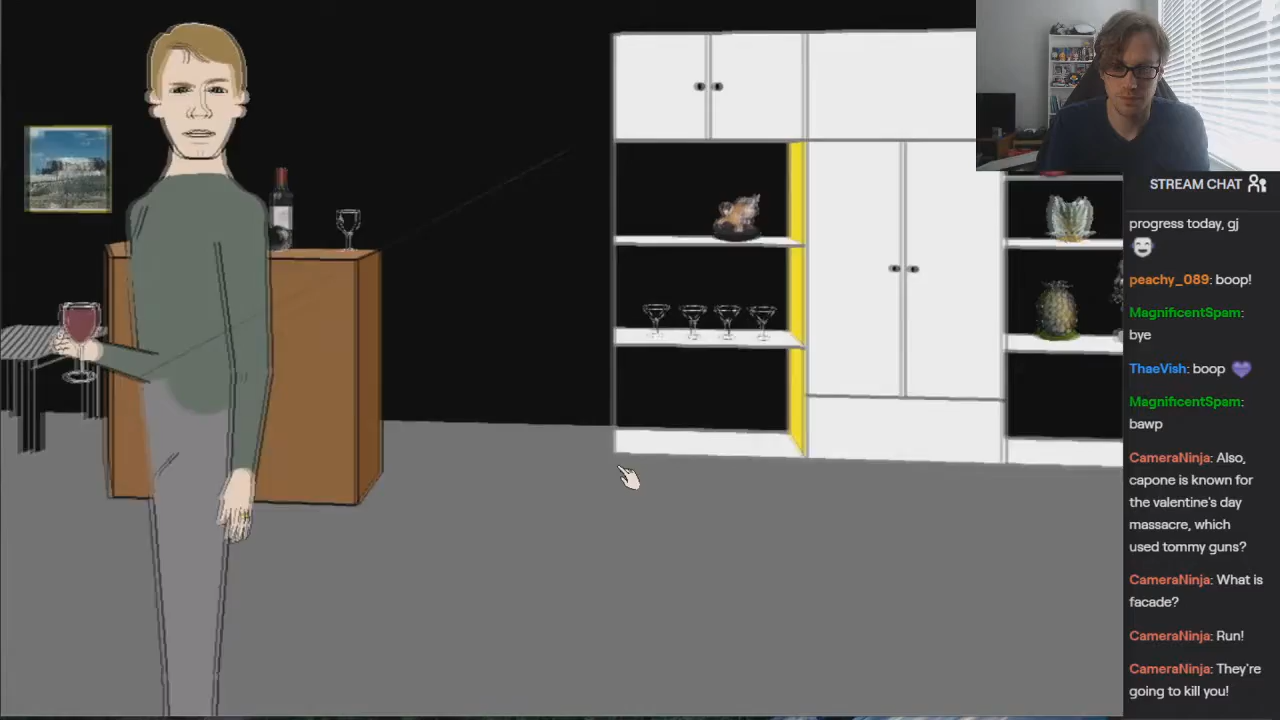 STREAM CHAT
progress today, gj
peachy_089: boop!
MagnificentSpam:
bye
ThaeVish: boop
MagnificentSpam:
bawp
CameraNinja: Also,
capone is known for
the valentine's day
massacre, which
used tommy guns?
CameraNinja: What is
facade?
CameraNinja: Run!
CameraNinja: They're
going to kill you!